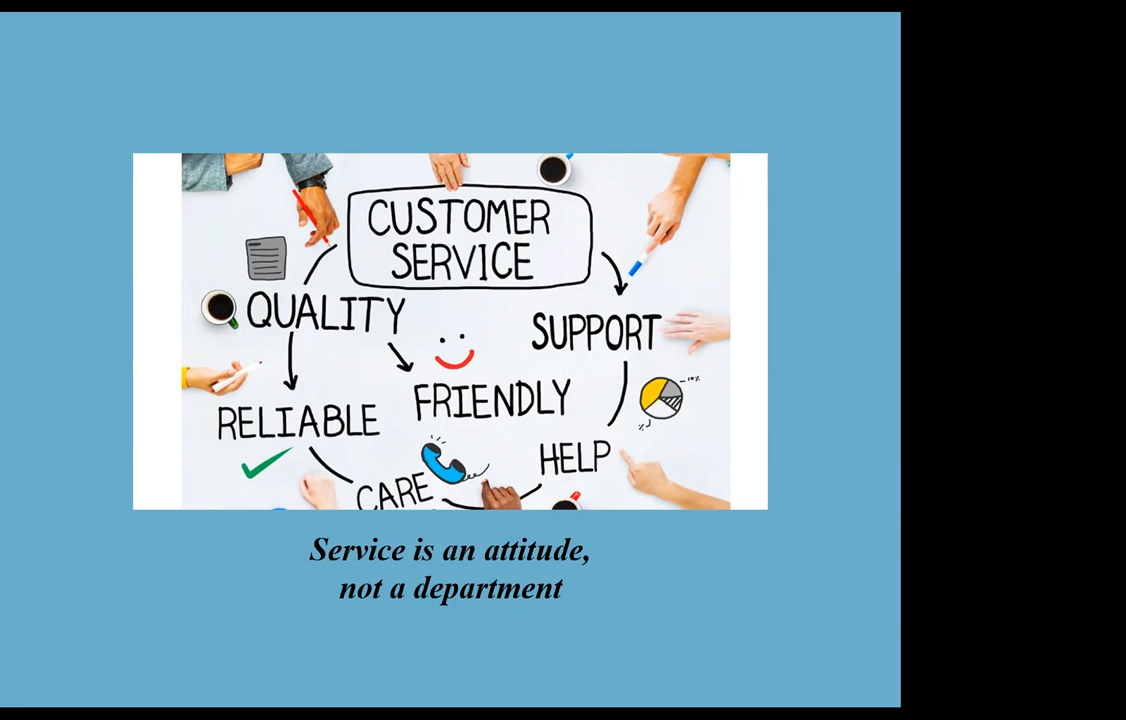 CUSTOMER
SERVICE
QUALITY
SUPPORT
RELIABLE
FRIENDLY
HELP
CARE
Service is an attitude,
not a department